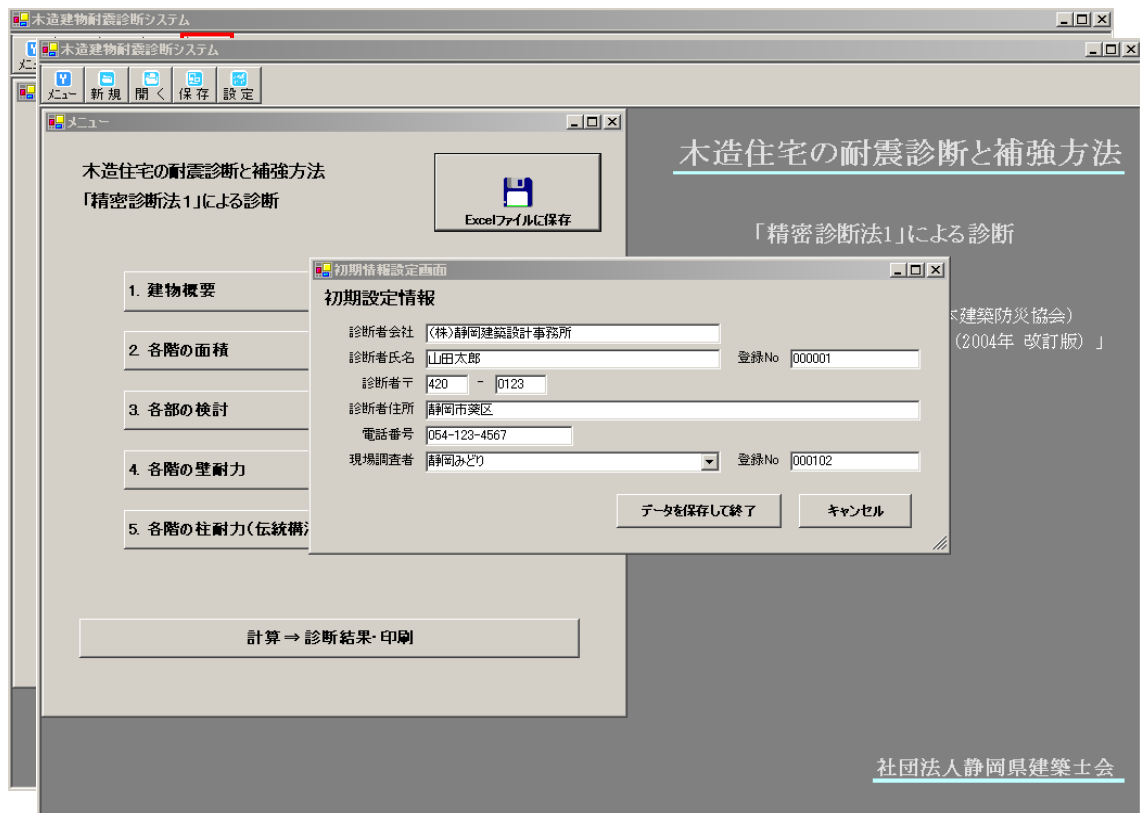 木造建物耐震診断システム
木造建物耐震診断システム
メニュー 新規 開く 保存 設定
メニュー
木造住宅の耐震診断と補強方法
「精密診断法1」による診断
Excelファイルに保存
1. 建物概要
2. 各階の面積
3. 各部の検討
4. 各階の壁耐力
5. 各階の柱耐力(伝統構
計算⇒診断結果・印刷
木造住宅の耐震診断と補強方法
「精密診断法1」による診断
建築防災協会)
(2004年 改訂版) 」
社団法人静岡県建築士会
初期情報設定画面
初期設定情報
診断者会社 (株)静岡建築設計事務所
診断者氏名 山田太郎 登録No 000001
診断者〒 420 - 0123
診断者住所 静岡市葵区
電話番号 054-123-4567
現場調査者 静岡みどり 登録No 000102
データを保存して終了 キャンセル